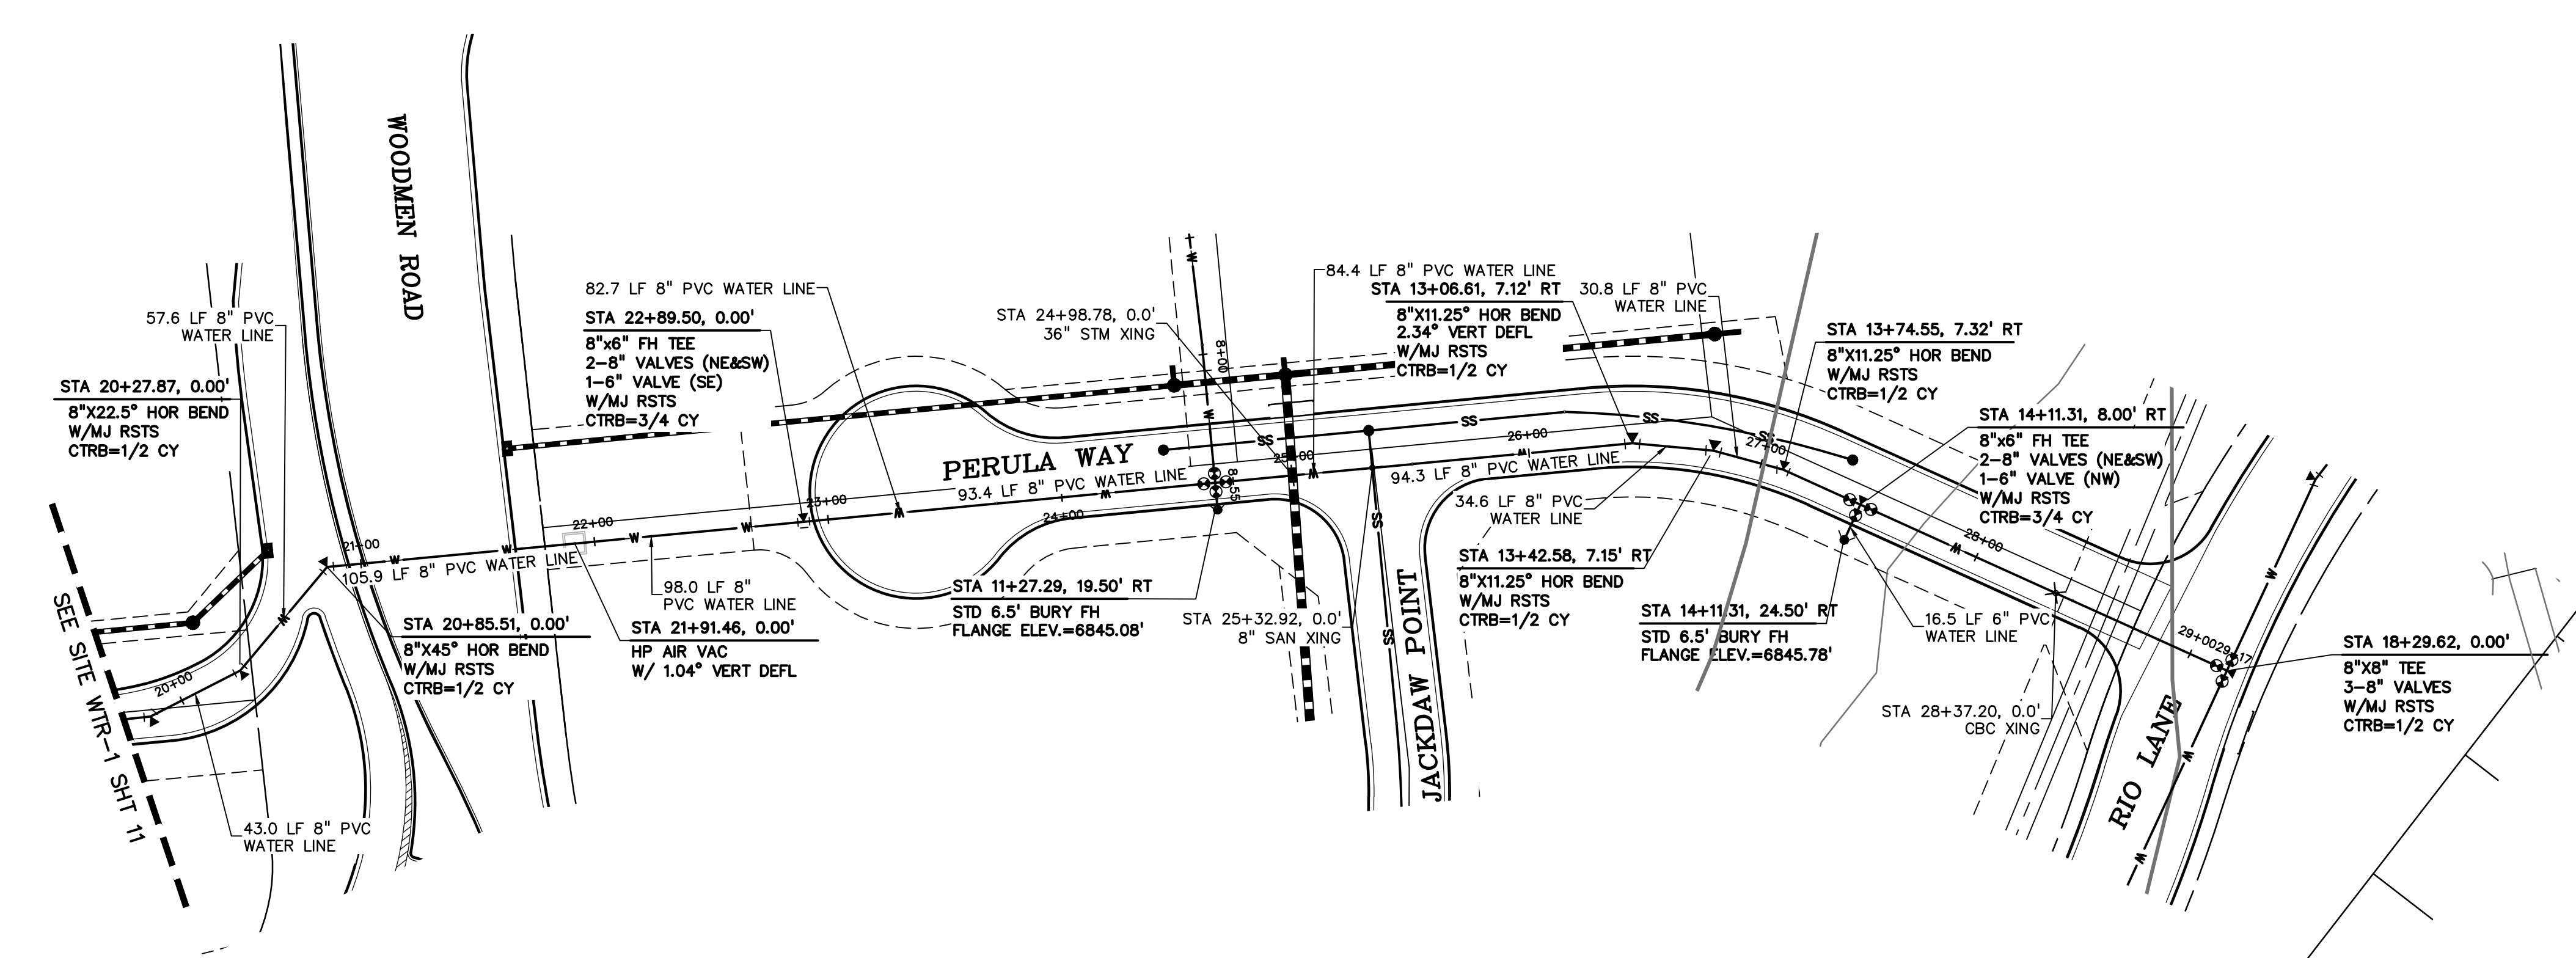 WOODMEN ROAD
57.6 LF 8" PVC
WATER LINE
STA 20+27.87, 0.00'
8"X22.5° HOR BEND
W/MJ RSTS
CTRB=1/2 CY
SEE SITE WTR-1 SHT 11
20+00
43.0 LF 8" PVC
WATER LINE
21+00
W
105.9 LF 8" PVC WATER LINE
STA 20+85.51, 0.00'
8"X45° HOR BEND
W/MJ RSTS
CTRB=1/2 CY
82.7 LF 8" PVC WATER LINE
STA 22+89.50, 0.00'
8"x6" FH TEE
2-8" VALVES (NE&SW)
1-6" VALVE (SE)
W/MJ RSTS
CTRB=3/4 CY
22+00
98.0 LF 8"
PVC WATER LINE
STA 21+91.46, 0.00'
HP AIR VAC
W/ 1.04° VERT DEFL
23+00
PERULA WAY
93.4 LF 8" PVC WATER LINE
24+00
STA 24+98.78, 0.0'
36" STM XING
8+00
8+55
STA 11+27.29, 19.50' RT
STD 6.5' BURY FH
FLANGE ELEV.=6845.08'
25+00
SS
STA 25+32.92, 0.0'
8" SAN XING
84.4 LF 8" PVC WATER LINE
STA 13+06.61, 7.12' RT
8"X11.25° HOR BEND
2.34° VERT DEFL
W/MJ RSTS
CTRB=1/2 CY
30.8 LF 8" PVC
WATER LINE
26+00
94.3 LF 8" PVC WATER LINE
34.6 LF 8" PVC
WATER LINE
STA 13+42.58, 7.15' RT
8"X11.25° HOR BEND
W/MJ RSTS
CTRB=1/2 CY
JACKDAW POINT
27+00
STA 13+74.55, 7.32' RT
8"X11.25° HOR BEND
W/MJ RSTS
CTRB=1/2 CY
STA 14+11.31, 8.00' RT
8"x6" FH TEE
2-8" VALVES (NE&SW)
1-6" VALVE (NW)
W/MJ RSTS
CTRB=3/4 CY
STA 14+11.31, 24.50' RT
STD 6.5' BURY FH
FLANGE ELEV.=6845.78'
16.5 LF 6" PVC
WATER LINE
28+00
STA 28+37.20, 0.0'
CBC XING
29+00
29+17
RIO LANE
STA 18+29.62, 0.00'
8"X8" TEE
3-8" VALVES
W/MJ RSTS
CTRB=1/2 CY